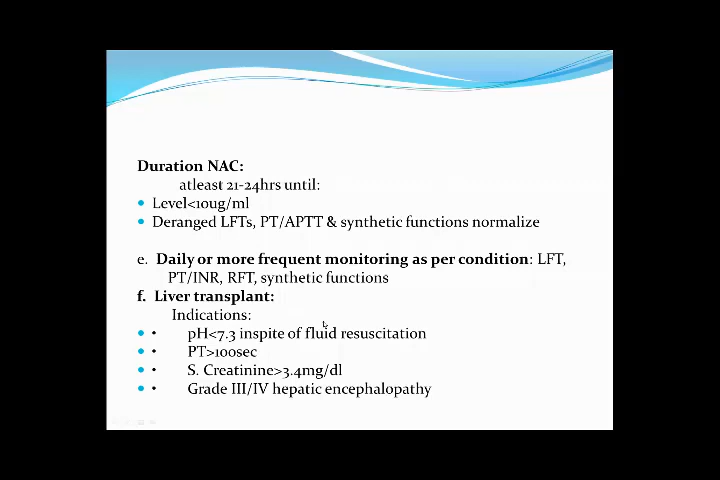 Duration NAC:
atleast 21-24hrs until:
• Level<10ug/ml
• Deranged LFTs, PT/APTT & synthetic functions normalize
e. Daily or more frequent monitoring as per condition: LFT,
PT/INR, RFT, synthetic functions
f. Liver transplant:
Indications:
• • pH<7.3 inspite of fluid resuscitation
• • PT>100sec
• • S. Creatinine>3.4mg/dl
• • Grade III/IV hepatic encephalopathy